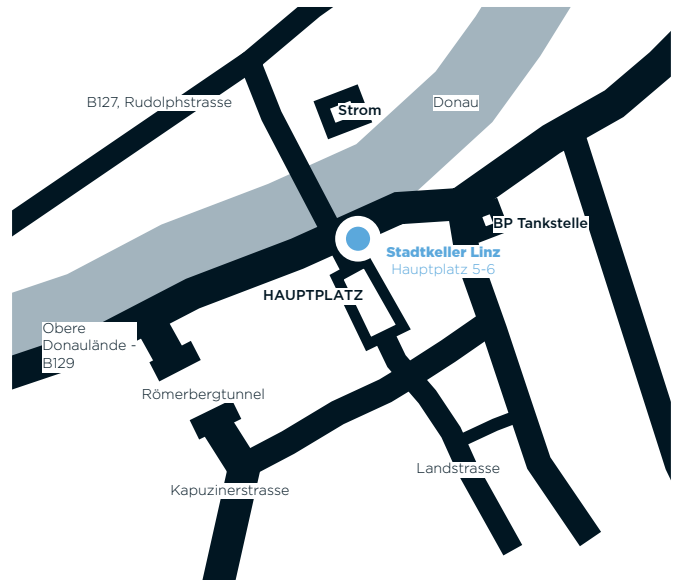 B127, Rudolphstrasse
Strom
Donau
BP Tankstelle
Stadtkeller Linz
Hauptplatz 5-6
HAUPTPLATZ
Obere
Donaulände -
B129
Römerbergtunnel
Landstrasse
Kapuzinerstrasse